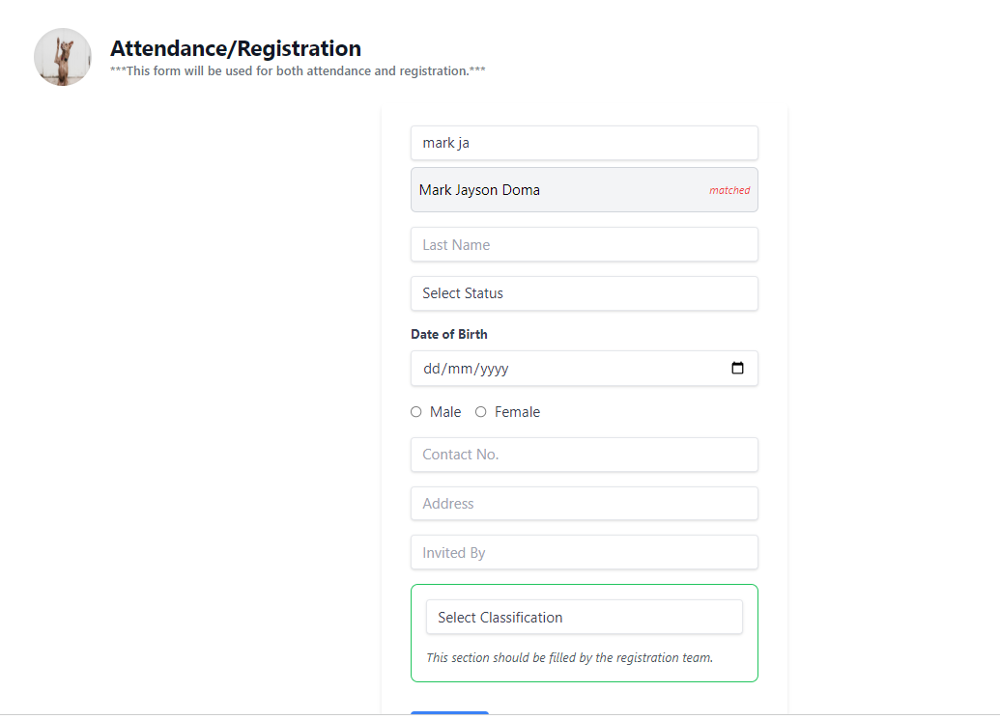 Attendance/Registration
***This form will be used for both attendance and registration.***
mark ja
Mark Jayson Doma matched
Last Name
Select Status
Date of Birth
dd/mm/yyyy
Male Female
Contact No.
Address
Invited By
Select Classification
This section should be filled by the registration team.